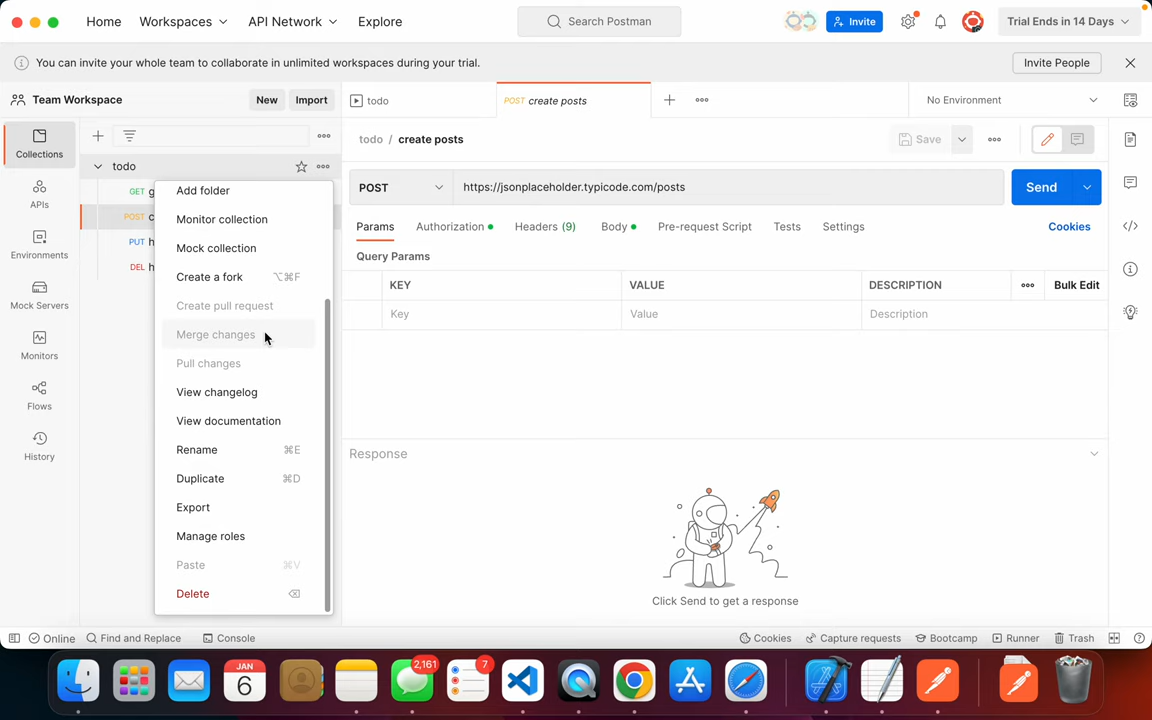 Home
Workspaces
API Network
Explore
Search Postman
Invite
Trial Ends in 14 Days
You can invite your whole team to collaborate in unlimited workspaces during your trial.
Invite People
Team Workspace
New
Import
todo
POST create posts
No Environment
Collections
APIs
Environments
Mock Servers
Monitors
Flows
History
todo
GET g
POST c
PUT h
DEL h
Add folder
Monitor collection
Mock collection
Create a fork ⌥⌘F
Create pull request
Merge changes
Pull changes
View changelog
View documentation
Rename ⌘E
Duplicate ⌘D
Export
Manage roles
Paste ⌘V
Delete
todo / create posts
Save
POST
https://jsonplaceholder.typicode.com/posts
Send
Params
Authorization
Headers (9)
Body
Pre-request Script
Tests
Settings
Cookies
Query Params
KEY
VALUE
DESCRIPTION
Bulk Edit
Key
Value
Description
Response
Click Send to get a response
Online
Find and Replace
Console
Cookies
Capture requests
Bootcamp
Runner
Trash
JAN
6
2,161
7